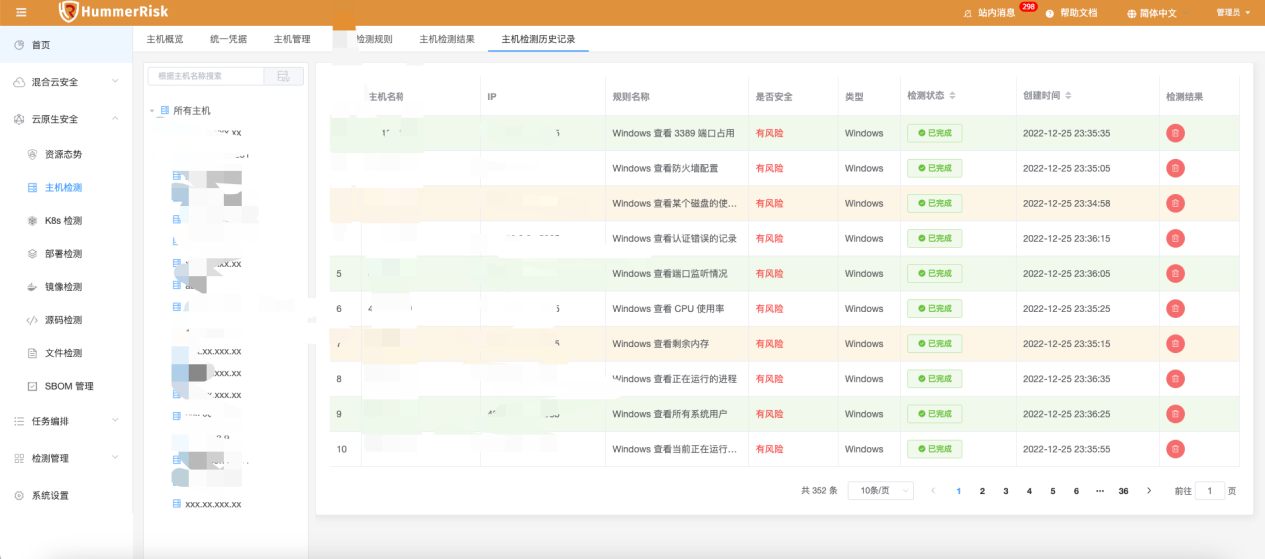 HummerRisk
站内消息 298 帮助文档 简体中文 管理员
首页
混合云安全
云原生安全
资源态势
主机检测
K8s 检测
部署检测
镜像检测
源码检测
文件检测
SBOM 管理
任务编排
检测管理
系统设置
主机概览 统一凭据 主机管理 检测规则 主机检测结果 主机检测历史记录
根据主机名称搜索
所有主机
xx.xxx.xx
.xxx.xxx.xx
.xxx.xx
.xxx.xx
xxx.xx.xxx.xx
主机名称 IP 规则名称 是否安全 类型 检测状态 创建时间 检测结果
Windows 查看 3389 端口占用 有风险 Windows 已完成 2022-12-25 23:35:35
Windows 查看防火墙配置 有风险 Windows 已完成 2022-12-25 23:35:05
Windows 查看某个磁盘的使... 有风险 Windows 已完成 2022-12-25 23:34:58
Windows 查看认证错误的记录 有风险 Windows 已完成 2022-12-25 23:36:15
5 Windows 查看端口监听情况 有风险 Windows 已完成 2022-12-25 23:36:05
6 Windows 查看 CPU 使用率 有风险 Windows 已完成 2022-12-25 23:35:25
7 Windows 查看剩余内存 有风险 Windows 已完成 2022-12-25 23:35:15
8 Windows 查看正在运行的进程 有风险 Windows 已完成 2022-12-25 23:36:35
9 Windows 查看所有系统用户 有风险 Windows 已完成 2022-12-25 23:36:25
10 Windows 查看当前正在运行... 有风险 Windows 已完成 2022-12-25 23:35:55
共 352 条 10条/页 1 2 3 4 5 6 ··· 36 前往 1 页